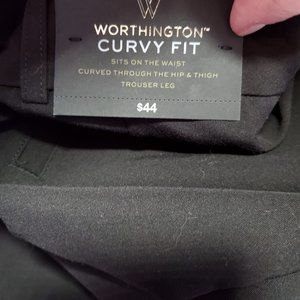 W
WORTHINGTON™
CURVY FIT
SITS ON THE WAIST
CURVED THROUGH THE HIP & THIGH
TROUSER LEG
$44